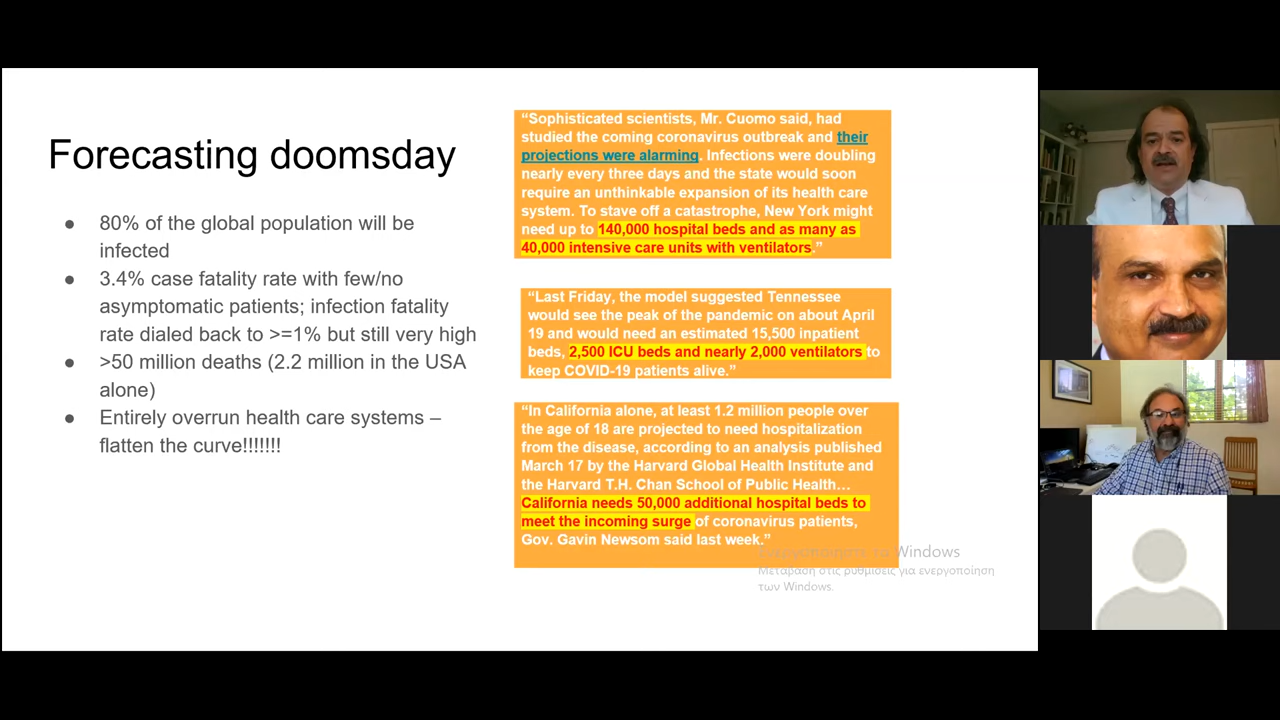 Forecasting doomsday
● 80% of the global population will be
infected
● 3.4% case fatality rate with few/no
asymptomatic patients; infection fatality
rate dialed back to >=1% but still very high
● >50 million deaths (2.2 million in the USA
alone)
● Entirely overrun health care systems –
flatten the curve!!!!!!!
“Sophisticated scientists, Mr. Cuomo said, had
studied the coming coronavirus outbreak and their
projections were alarming. Infections were doubling
nearly every three days and the state would soon
require an unthinkable expansion of its health care
system. To stave off a catastrophe, New York might
need up to 140,000 hospital beds and as many as
40,000 intensive care units with ventilators.”
“Last Friday, the model suggested Tennessee
would see the peak of the pandemic on about April
19 and would need an estimated 15,500 inpatient
beds, 2,500 ICU beds and nearly 2,000 ventilators to
keep COVID-19 patients alive.”
“In California alone, at least 1.2 million people over
the age of 18 are projected to need hospitalization
from the disease, according to an analysis published
March 17 by the Harvard Global Health Institute and
the Harvard T.H. Chan School of Public Health…
California needs 50,000 additional hospital beds to
meet the incoming surge of coronavirus patients,
Gov. Gavin Newsom said last week.”
Windows
Μετάβαση στις ρυθμίσεις για ενεργοποίηση
των Windows.